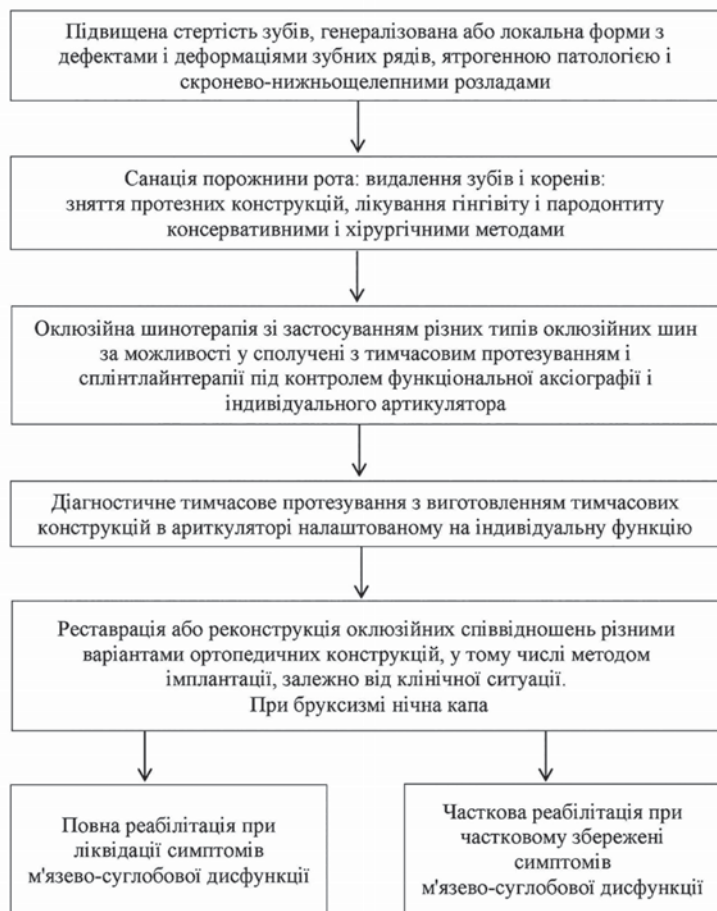 Підвищена стертість зубів, генералізована або локальна форми з
дефектами і деформаціями зубних рядів, ятрогенною патологією і
скронево-нижньощелепними розладами
Санація порожнини рота: видалення зубів і коренів:
зняття протезних конструкцій, лікування гінгівіту і пародонтиту
консервативними і хірургічними методами
Оклюзійна шинотерапія зі застосуванням різних типів оклюзійних шин
за можливості у сполучені з тимчасовим протезуванням і
сплінтлайнтерапії під контролем функціональної аксіографії і
індивідуального артикулятора
Діагностичне тимчасове протезування з виготовленням тимчасових
конструкцій в ариткуляторі налаштованому на індивідуальну функцію
Реставрація або реконструкція оклюзійних співвідношень різними
варіантами ортопедичних конструкцій, у тому числі методом
імплантації, залежно від клінічної ситуації.
При бруксизмі нічна капа
Повна реабілітація при
ліквідації симптомів
м'язево-суглобової дисфункції
Часткова реабілітація при
частковому збережені
симптомів
м'язево-суглобової дисфункції